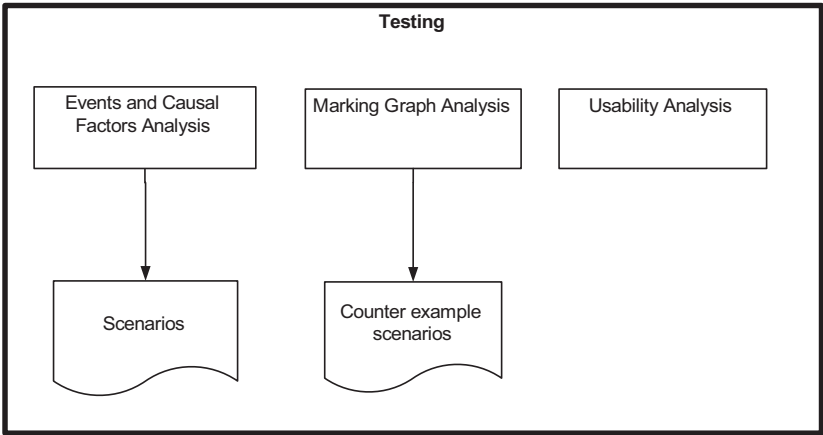 Testing
Events and Causal
Factors Analysis
Marking Graph Analysis
Usability Analysis
Scenarios
Counter example
scenarios